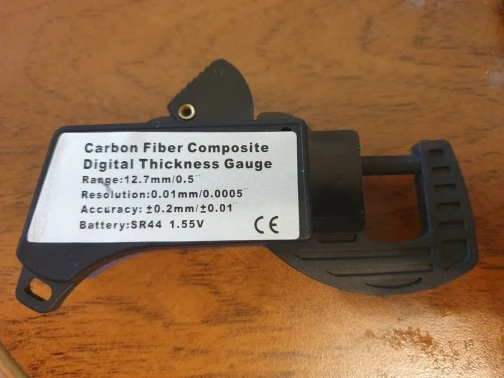 Carbon Fiber Composite
Digital Thickness Gauge
Range:12.7mm/0.5"
Resolution:0.01mm/0.0005"
Accuracy: ±0.2mm/±0.01"
Battery:SR44 1.55V CE